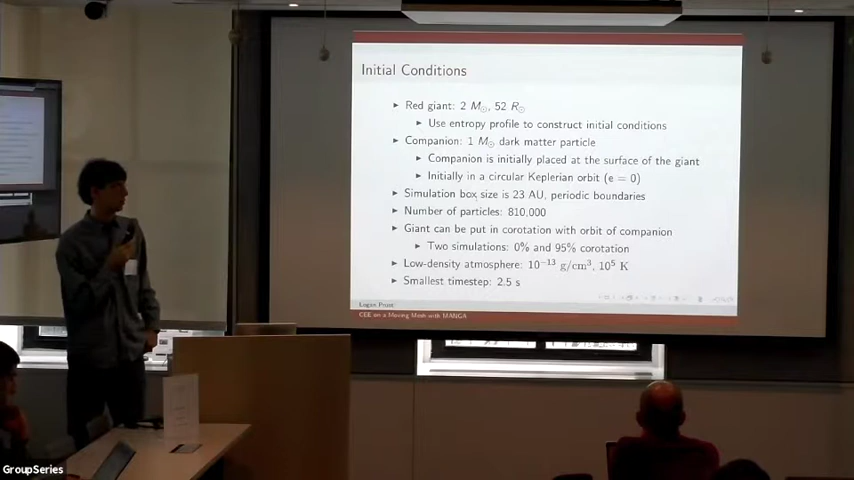 Initial Conditions
▸ Red giant: 2 M☉, 52 R☉
▸ Use entropy profile to construct initial conditions
▸ Companion: 1 M☉ dark matter particle
▸ Companion is initially placed at the surface of the giant
▸ Initially in a circular Keplerian orbit (e = 0)
▸ Simulation box size is 23 AU, periodic boundaries
▸ Number of particles: 810,000
▸ Giant can be put in corotation with orbit of companion
▸ Two simulations: 0% and 95% corotation
▸ Low-density atmosphere: 10⁻¹³ g/cm³, 10⁵ K
▸ Smallest timestep: 2.5 s
Logan Prust
CEE on a Moving Mesh with MANGA
GroupSeries